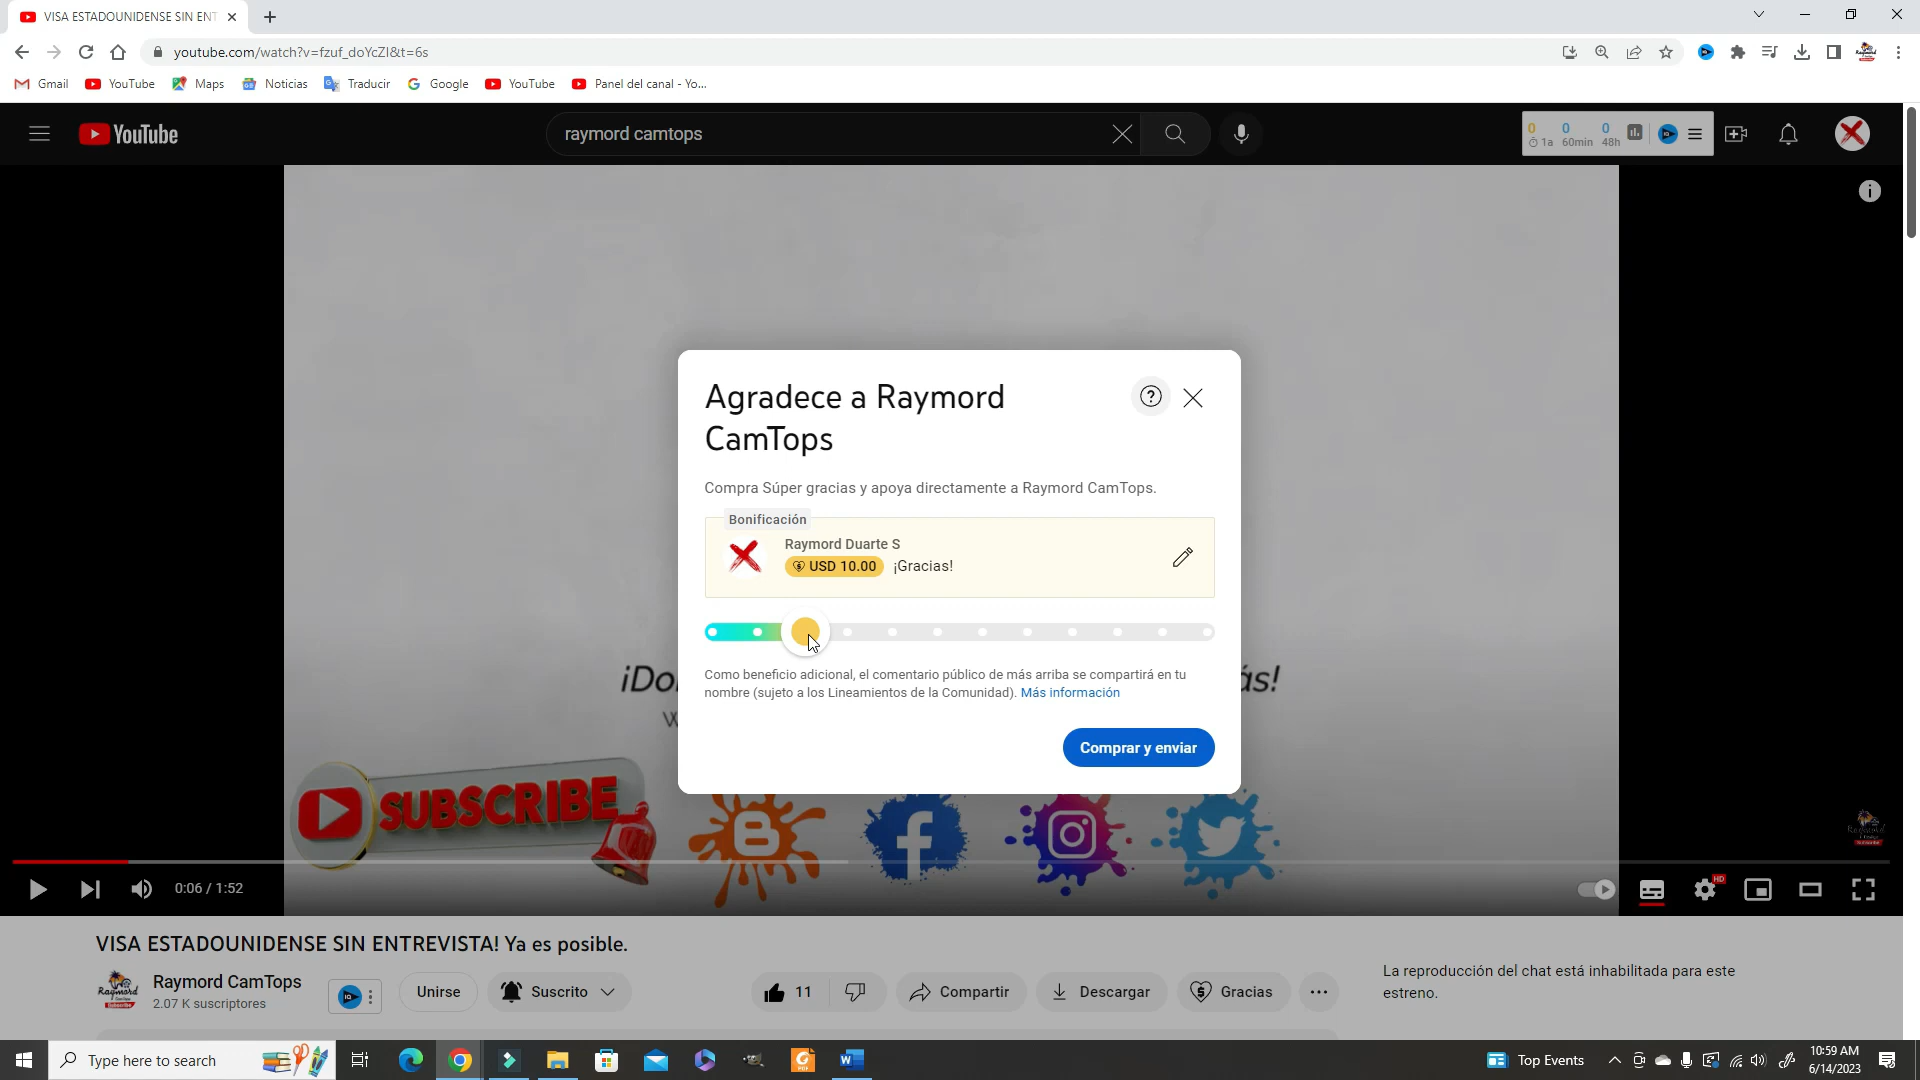 VISA ESTADOUNIDENSE SIN ENT
youtube.com/watch?v=fzuf_doYcZI&t=6s
Gmail YouTube Maps Noticias Traducir Google YouTube Panel del canal - Yo...
YouTube
raymord camtops
0 0 0
1a 60min 48h
Agradece a Raymord
CamTops
Compra Súper gracias y apoya directamente a Raymord CamTops.
Bonificación
Raymord Duarte S
USD 10.00 ¡Gracias!
Como beneficio adicional, el comentario público de más arriba se compartirá en tu
nombre (sujeto a los Lineamientos de la Comunidad). Más información
Comprar y enviar
SUBSCRIBE
0:06 / 1:52
HD
VISA ESTADOUNIDENSE SIN ENTREVISTA! Ya es posible.
Raymord CamTops
2.07 K suscriptores
Unirse
Suscrito
11
Compartir
Descargar
Gracias
La reproducción del chat está inhabilitada para este
estreno.
Type here to search
Top Events
10:59 AM
6/14/2023